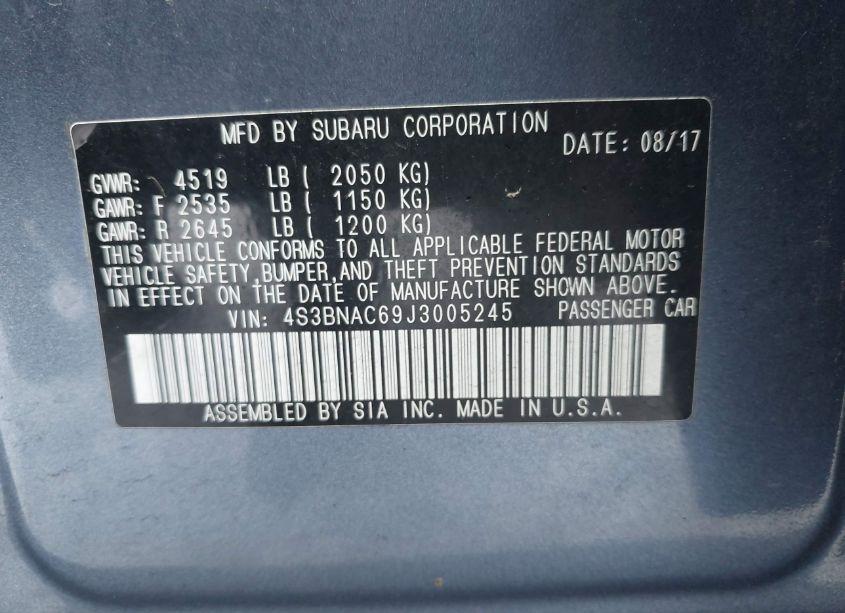 MFD BY SUBARU CORPORATION
DATE: 08/17
GVWR: 4519 LB ( 2050 KG)
GAWR: F 2535 LB ( 1150 KG)
GAWR: R 2645 LB ( 1200 KG)
THIS VEHICLE CONFORMS TO ALL APPLICABLE FEDERAL MOTOR
VEHICLE SAFETY,BUMPER,AND THEFT PREVENTION STANDARDS
IN EFFECT ON THE DATE OF MANUFACTURE SHOWN ABOVE.
VIN: 4S3BNAC69J3005245 PASSENGER CAR
ASSEMBLED BY SIA INC. MADE IN U.S.A.